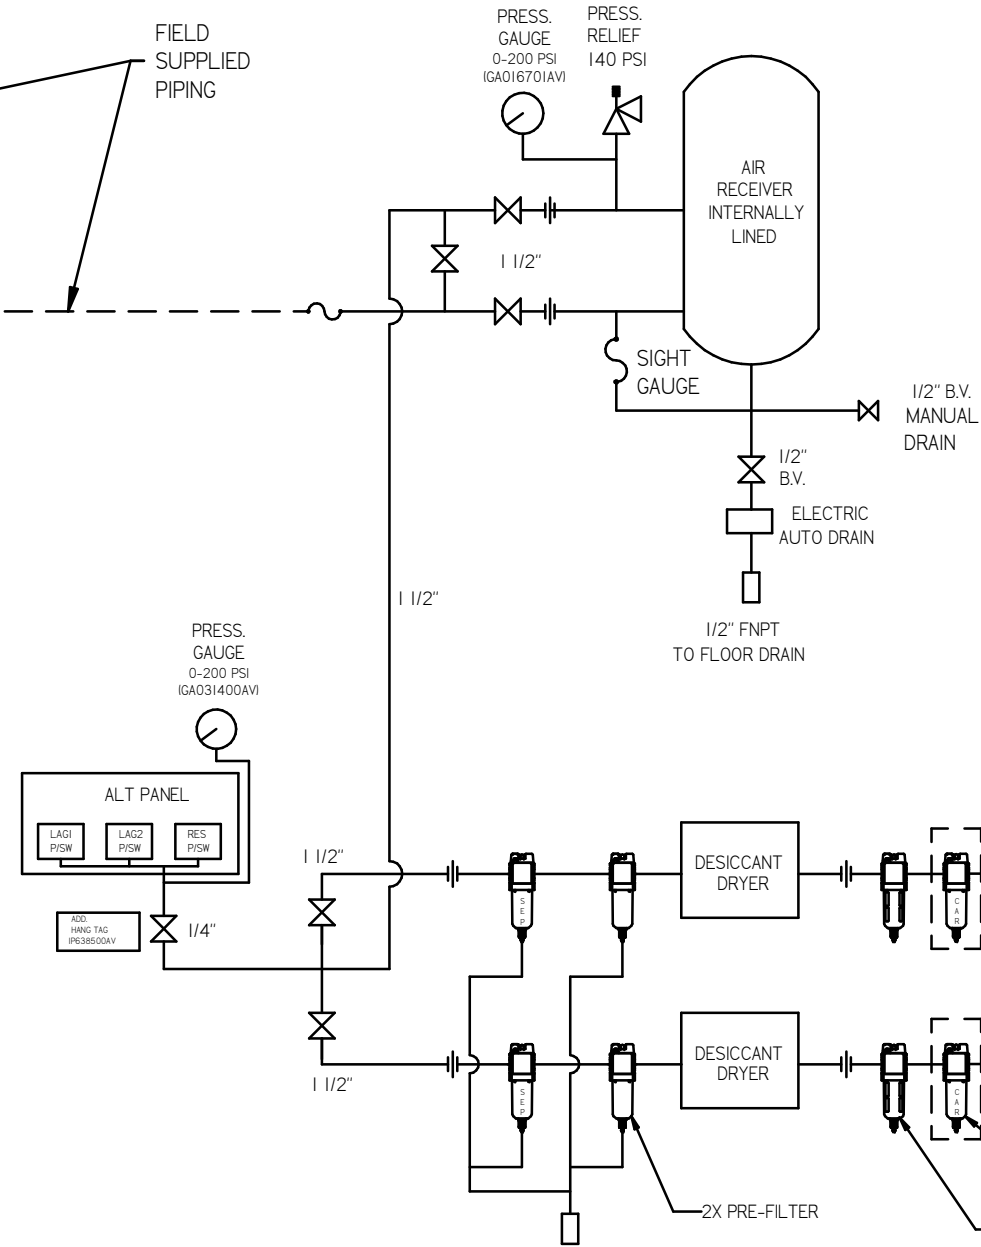 FIELD
SUPPLIED
PIPING
PRESS.
GAUGE
0-200 PSI
(GA016701AV)
PRESS.
RELIEF
140 PSI
AIR
RECEIVER
INTERNALLY
LINED
1 1/2"
SIGHT
GAUGE
1/2" B.V.
MANUAL
DRAIN
1/2"
B.V.
ELECTRIC
AUTO DRAIN
1/2" FNPT
TO FLOOR DRAIN
1 1/2"
PRESS.
GAUGE
0-200 PSI
(GA031400AV)
ALT PANEL
LAG1
P/SW
LAG2
P/SW
RES
P/SW
ADD.
HANG TAG
IP638500AV
1/4"
1 1/2"
SEP
DESICCANT
DRYER
CAR
1 1/2"
SEP
DESICCANT
DRYER
CAR
2X PRE-FILTER